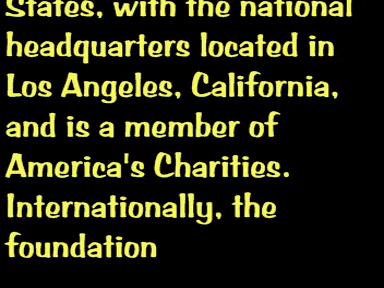 States, with the national
headquarters located in
Los Angeles, California,
and is a member of
America's Charities.
Internationally, the
foundation